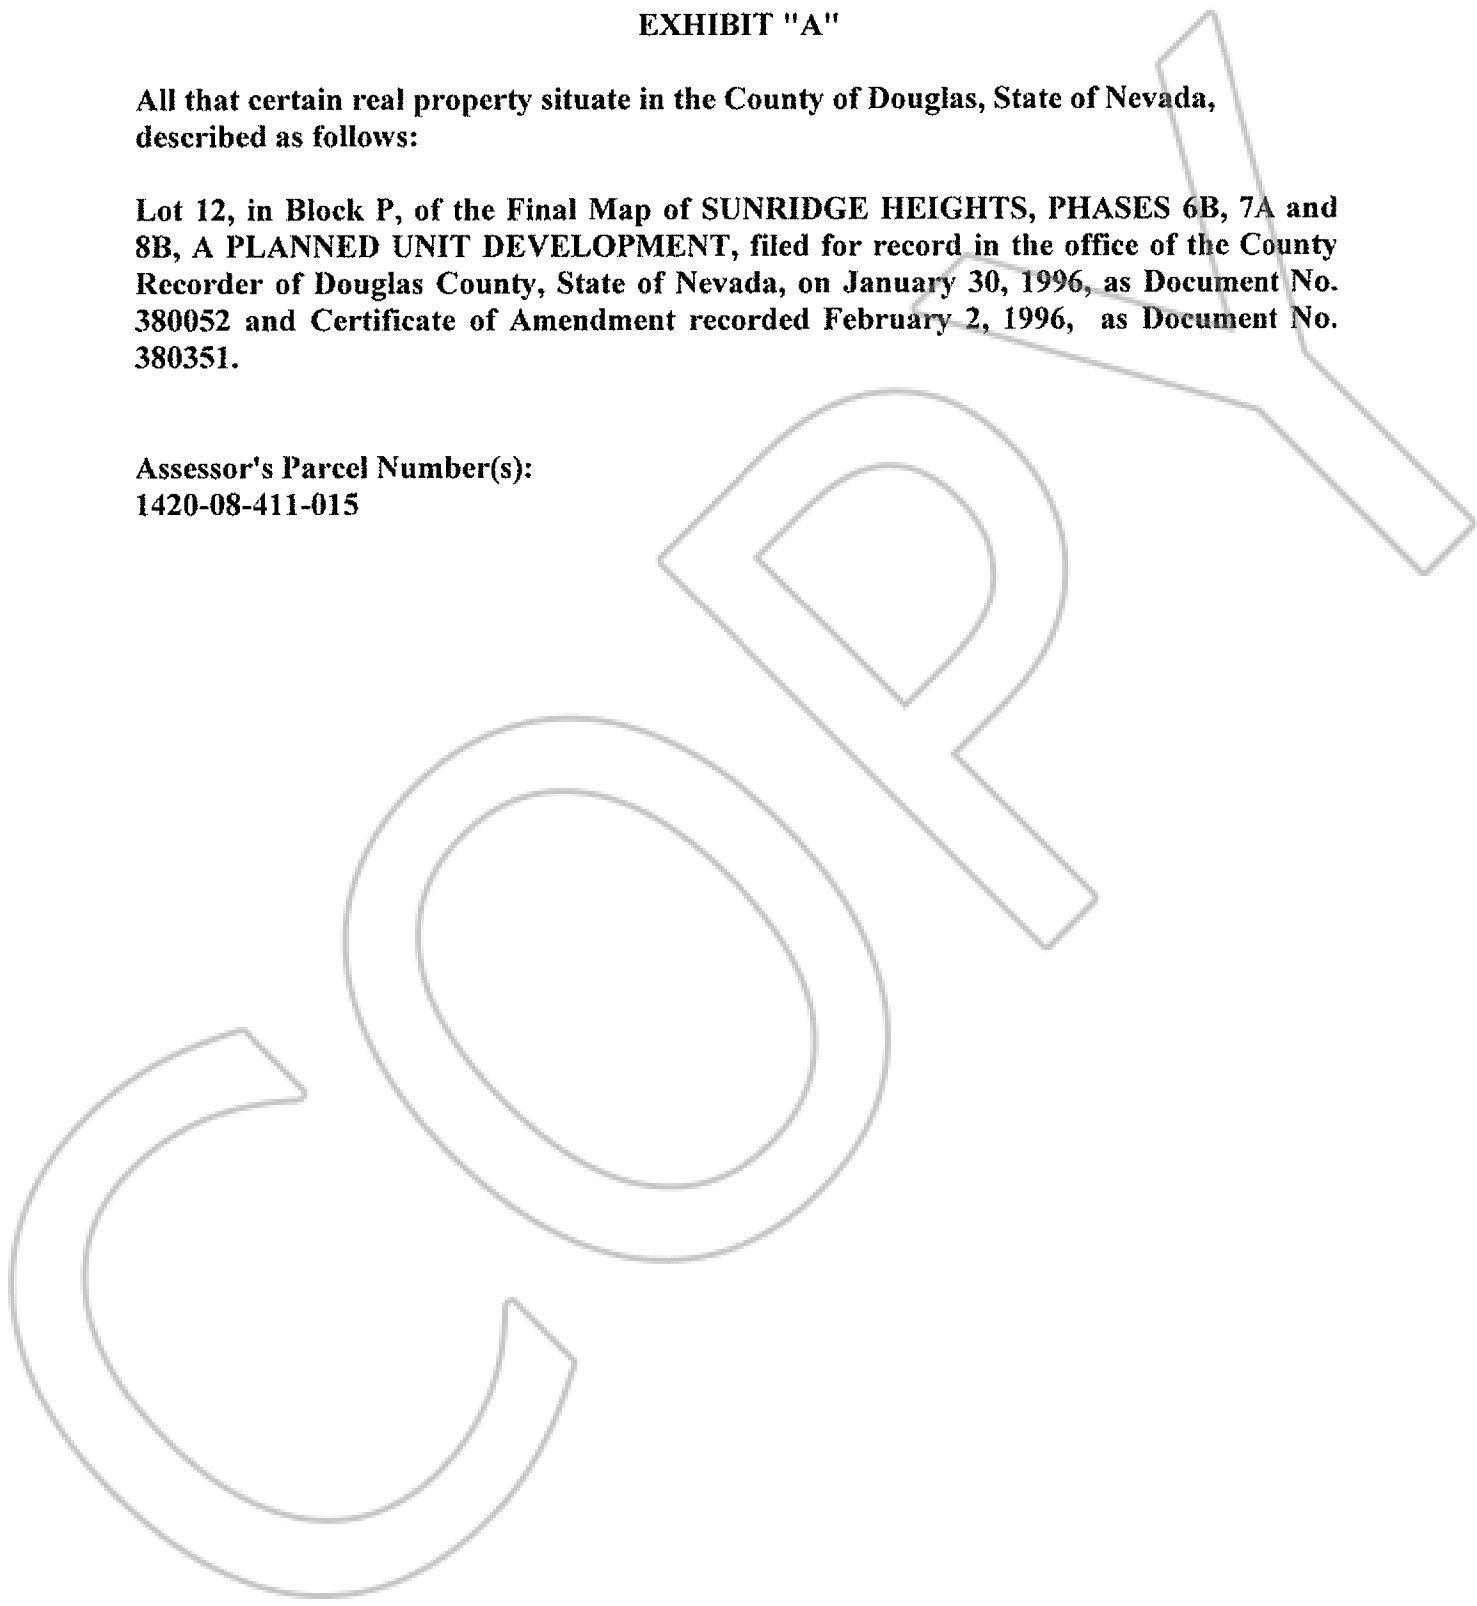 EXHIBIT "A"
All that certain real property situate in the County of Douglas, State of Nevada,
described as follows:
Lot 12, in Block P, of the Final Map of SUNRIDGE HEIGHTS, PHASES 6B, 7A and
8B, A PLANNED UNIT DEVELOPMENT, filed for record in the office of the County
Recorder of Douglas County, State of Nevada, on January 30, 1996, as Document No.
380052 and Certificate of Amendment recorded February 2, 1996, as Document No.
380351.
Assessor's Parcel Number(s):
1420-08-411-015
COPY